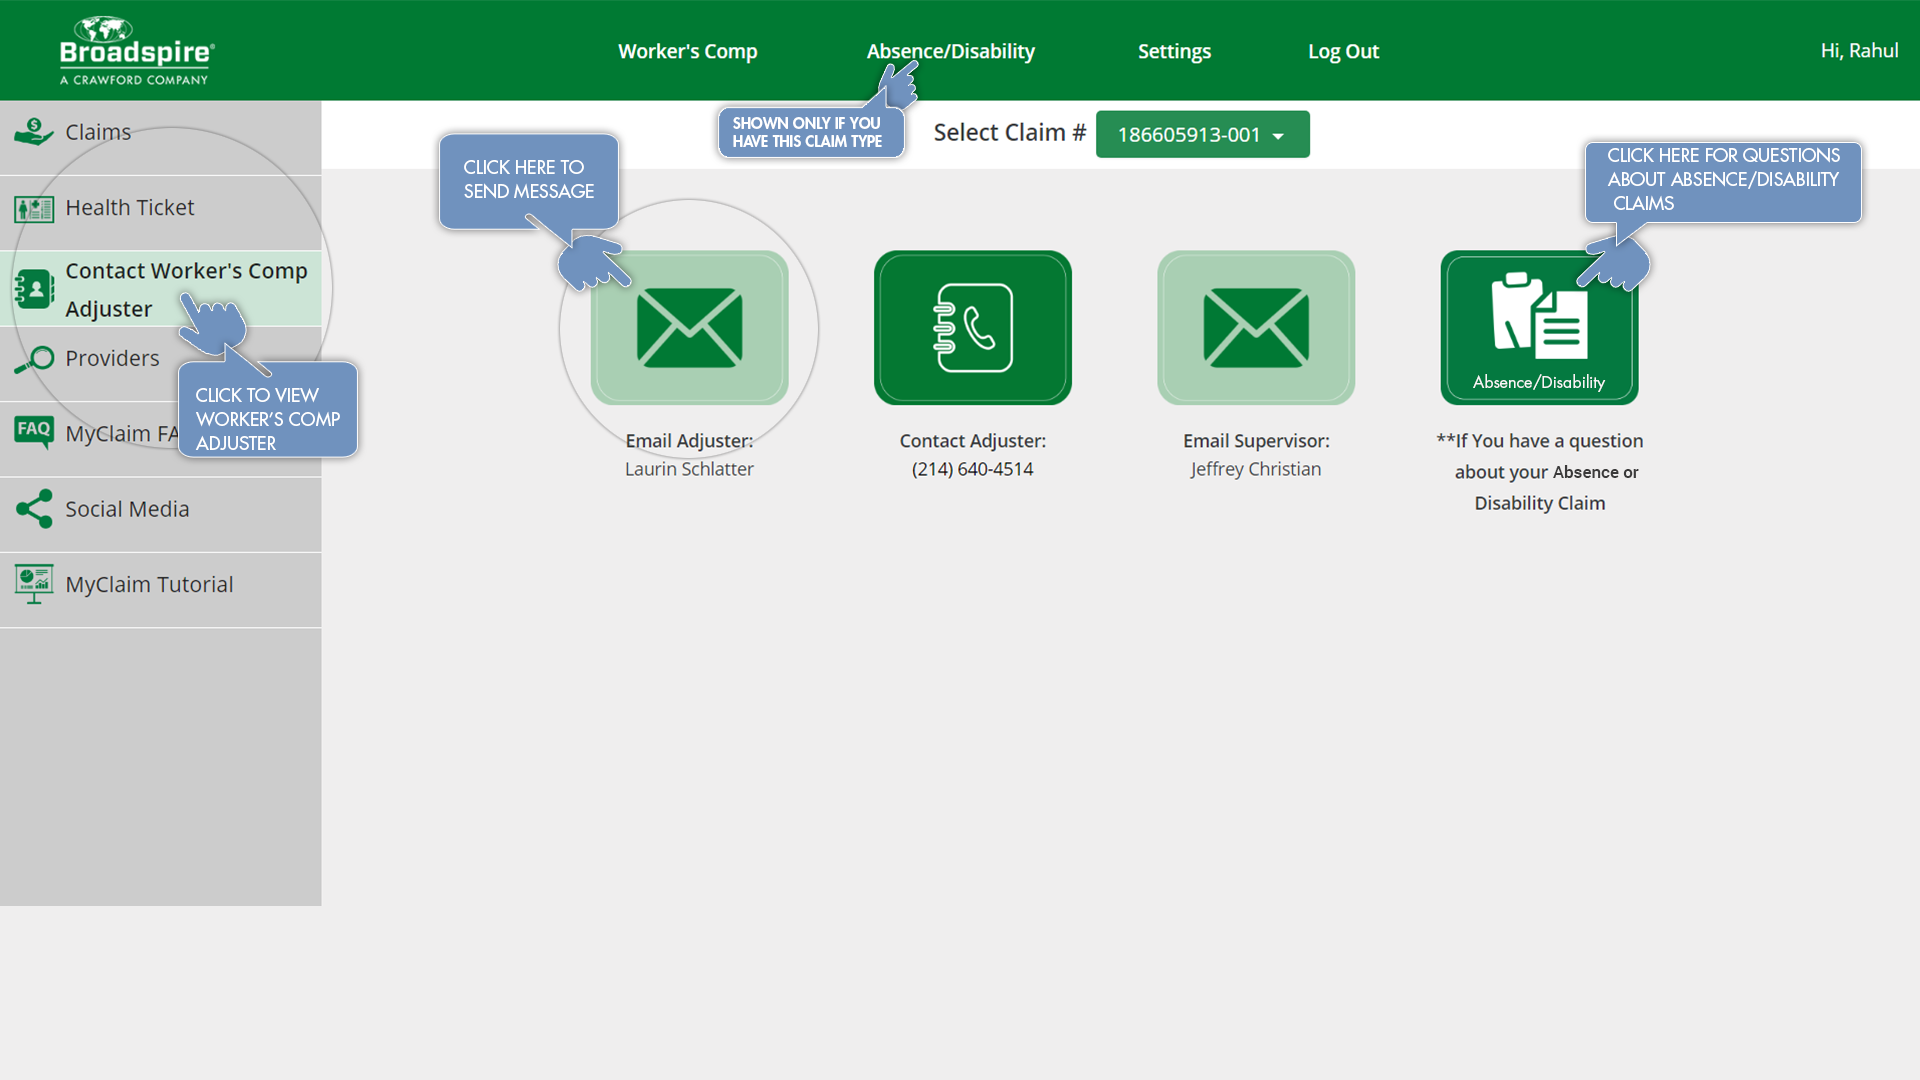 Broadspire®
A CRAWFORD COMPANY
Worker's Comp
Absence/Disability
Settings
Log Out
Hi, Rahul
SHOWN ONLY IF YOU
HAVE THIS CLAIM TYPE
Select Claim #
186605913-001
Claims
Health Ticket
Contact Worker's Comp
Adjuster
Providers
FAQ
MyClaim FA
Social Media
MyClaim Tutorial
CLICK TO VIEW
WORKER'S COMP
ADJUSTER
CLICK HERE TO
SEND MESSAGE
CLICK HERE FOR QUESTIONS
ABOUT ABSENCE/DISABILITY
CLAIMS
Email Adjuster:
Laurin Schlatter
Contact Adjuster:
(214) 640-4514
Email Supervisor:
Jeffrey Christian
Absence/Disability
**If You have a question
about your Absence or
Disability Claim